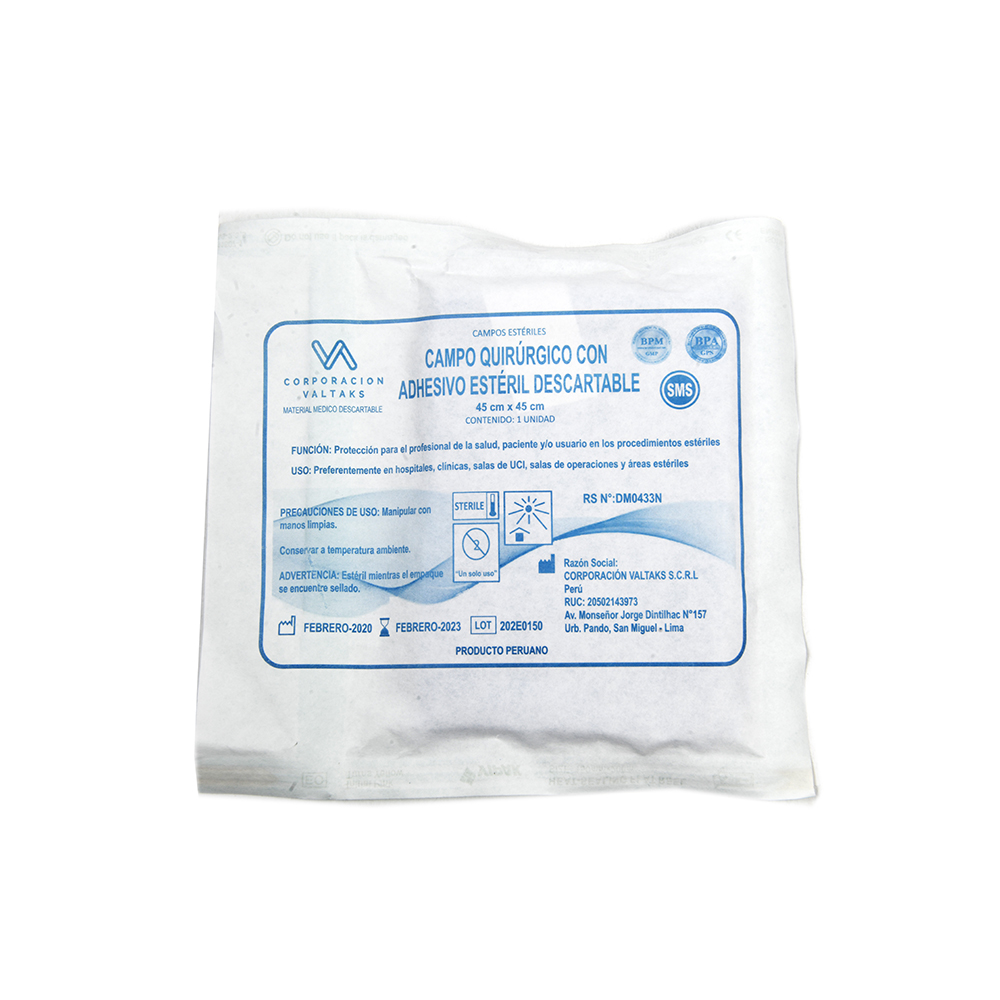 CAMPOS ESTÉRILES
CAMPO QUIRÚRGICO CON
ADHESIVO ESTÉRIL DESCARTABLE
45 cm x 45 cm
CONTENIDO: 1 UNIDAD
VA
CORPORACION
VALTAKS
MATERIAL MEDICO DESCARTABLE
BPM
GMP
BPA
GPS
SMS
FUNCIÓN: Protección para el profesional de la salud, paciente y/o usuario en los procedimientos estériles
USO: Preferentemente en hospitales, clínicas, salas de UCI, salas de operaciones y áreas estériles
PRECAUCIONES DE USO: Manipular con
manos limpias.
Conservar a temperatura ambiente.
ADVERTENCIA: Estéril mientras el empaque
se encuentre sellado.
STERILE
2
"Un solo uso"
RS N°:DM0433N
Razón Social:
CORPORACIÓN VALTAKS S.C.R.L
Perú
RUC: 20502143973
Av. Monseñor Jorge Dintilhac N°157
Urb. Pando, San Miguel - Lima
FEBRERO-2020 FEBRERO-2023 LOT 202E0150
PRODUCTO PERUANO